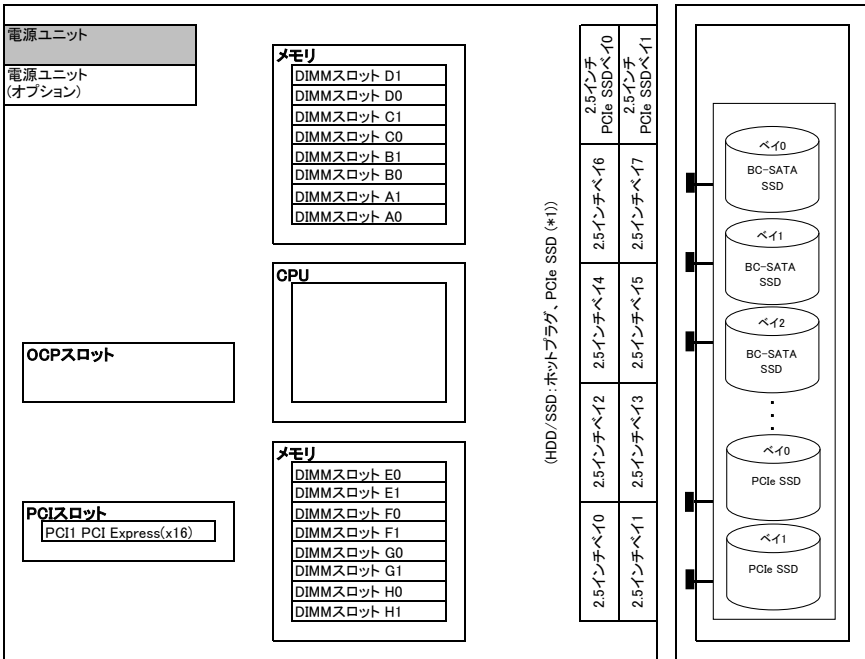 電源ユニット
電源ユニット
(オプション)
メモリ
DIMMスロット D1
DIMMスロット D0
DIMMスロット C1
DIMMスロット C0
DIMMスロット B1
DIMMスロット B0
DIMMスロット A1
DIMMスロット A0
CPU
OCPスロット
メモリ
DIMMスロット E0
DIMMスロット E1
DIMMスロット F0
DIMMスロット F1
DIMMスロット G0
DIMMスロット G1
DIMMスロット H0
DIMMスロット H1
PCIスロット
PCI1 PCI Express(x16)
(HDD/SSD:ホットプラグ、PCIe SSD (*1))
2.5インチ
PCIe SSDベイ0
2.5インチ
PCIe SSDベイ1
2.5インチベイ6
2.5インチベイ7
2.5インチベイ4
2.5インチベイ5
2.5インチベイ2
2.5インチベイ3
2.5インチベイ0
2.5インチベイ1
ベイ0
BC-SATA
SSD
ベイ1
BC-SATA
SSD
ベイ2
BC-SATA
SSD
ベイ0
PCIe SSD
ベイ1
PCIe SSD